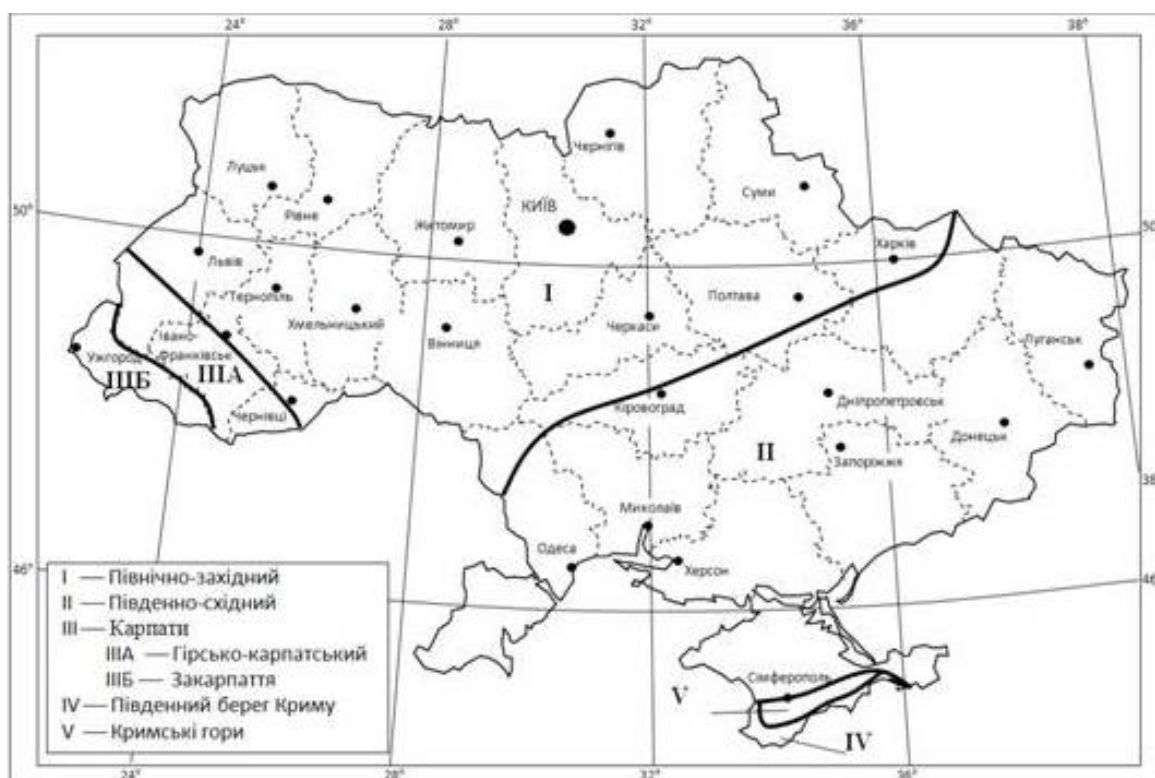 24°
28°
32°
36°
38°
Чернігів
Луцьк
Рівне
Суми
50°
50°
КИЇВ
Житомир
Харків
Львів
Тернопіль
I
Полтава
Хмельницький
Черкаси
Вінниця
Луганськ
Івано-
Франківськ
Ужгород
IIIБ
IIIА
Чернівці
Кіровоград
Дніпропетровськ
Донецьк
II
Запоріжжя
38°
Миколаїв
Одеса
Херсон
46°
46°
I — Північно-західний
II — Південно-східний
III — Карпати
IIIА — Гірсько-карпатський
IIIБ — Закарпаття
IV — Південний берег Криму
V — Кримські гори
Сімферополь
V
IV
24°
28°
32°
36°